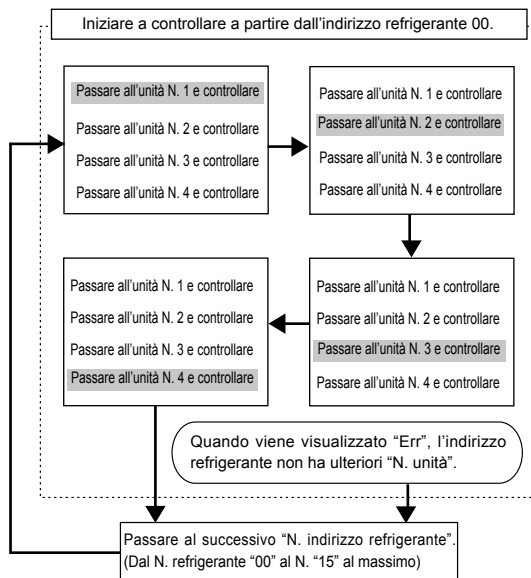 Iniziare a controllare a partire dall'indirizzo refrigerante 00.
Passare all'unità N. 1 e controllare
Passare all'unità N. 2 e controllare
Passare all'unità N. 3 e controllare
Passare all'unità N. 4 e controllare
Passare all'unità N. 1 e controllare
Passare all'unità N. 2 e controllare
Passare all'unità N. 3 e controllare
Passare all'unità N. 4 e controllare
Passare all'unità N. 1 e controllare
Passare all'unità N. 2 e controllare
Passare all'unità N. 3 e controllare
Passare all'unità N. 4 e controllare
Passare all'unità N. 1 e controllare
Passare all'unità N. 2 e controllare
Passare all'unità N. 3 e controllare
Passare all'unità N. 4 e controllare
Quando viene visualizzato “Err”, l'indirizzo
refrigerante non ha ulteriori “N. unità”.
Passare al successivo “N. indirizzo refrigerante”.
(Dal N. refrigerante “00” al N. “15” al massimo)